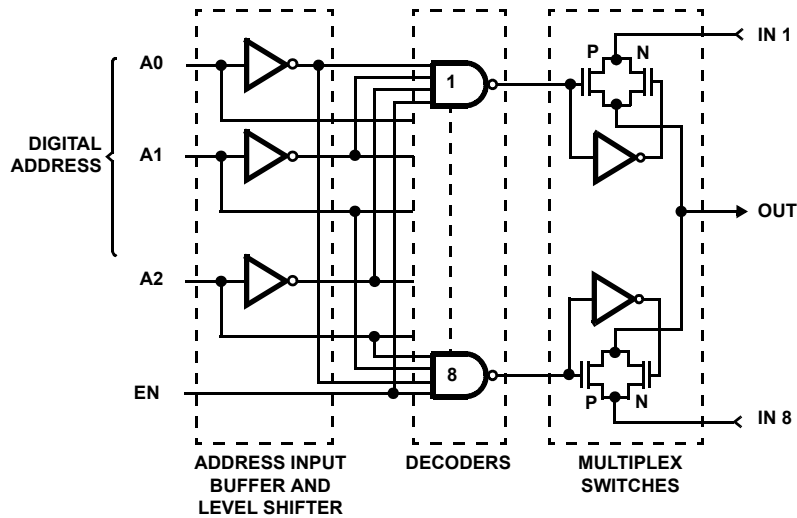 A0
P
N
IN 1
1
DIGITAL
ADDRESS
A1
OUT
A2
8
EN
P
N
IN 8
ADDRESS INPUT
BUFFER AND
LEVEL SHIFTER
DECODERS
MULTIPLEX
SWITCHES